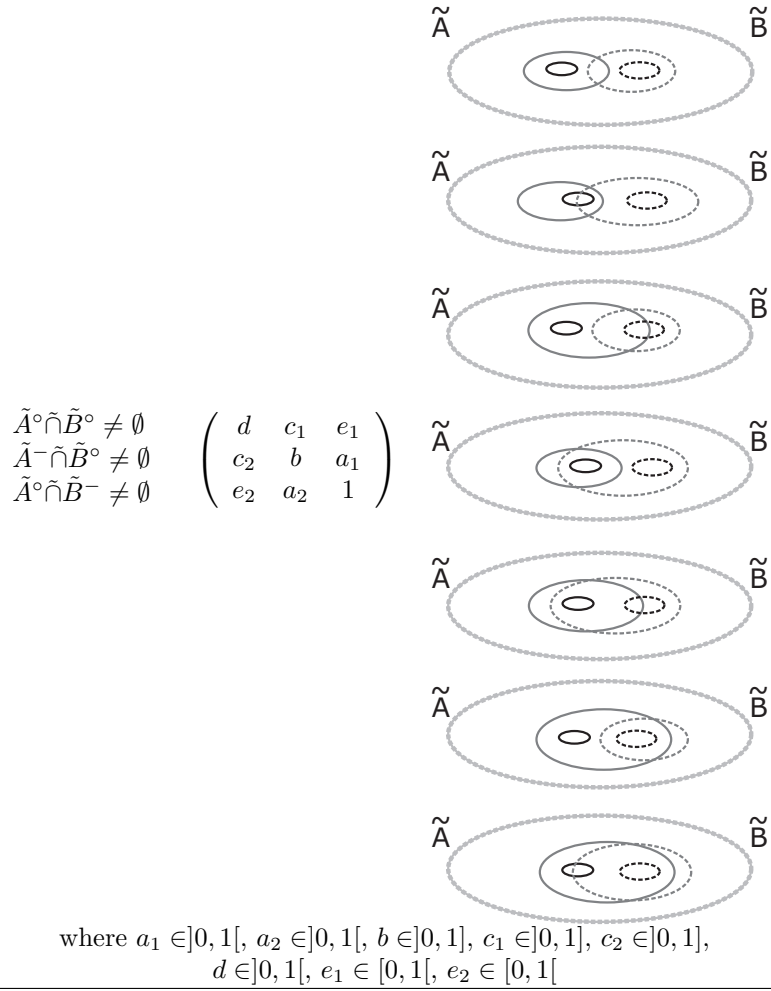 Ã B̃
Ã B̃
Ã B̃
Ã° ∩̃ B̃° ≠ ∅
Ã⁻ ∩̃ B̃° ≠ ∅
Ã° ∩̃ B̃⁻ ≠ ∅
( d c₁ e₁
c₂ b a₁
e₂ a₂ 1 )
Ã B̃
Ã B̃
Ã B̃
Ã B̃
where a₁ ∈]0, 1[, a₂ ∈]0, 1[, b ∈]0, 1], c₁ ∈]0, 1], c₂ ∈]0, 1],
d ∈]0, 1[, e₁ ∈ [0, 1[, e₂ ∈ [0, 1[